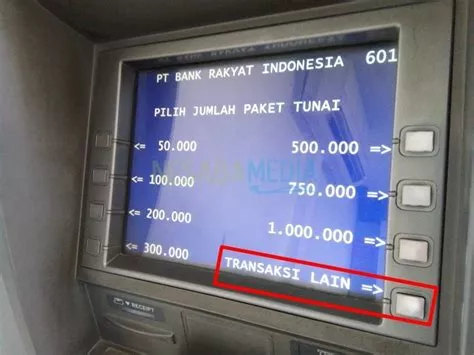 PT BANK RAKYAT INDONESIA 601
PILIH JUMLAH PAKET TUNAI
<= 50.000 500.000 =>
<= 100.000 750.000 =>
<= 200.000 1.000.000 =>
<= 300.000 TRANSAKSI LAIN =>
RECEIPT